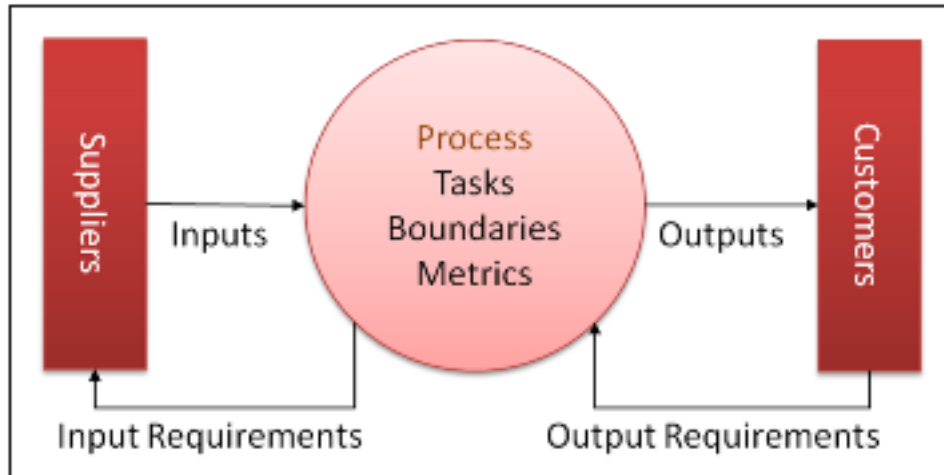 Suppliers
Inputs
Process
Tasks
Boundaries
Metrics
Outputs
Customers
Input Requirements
Output Requirements